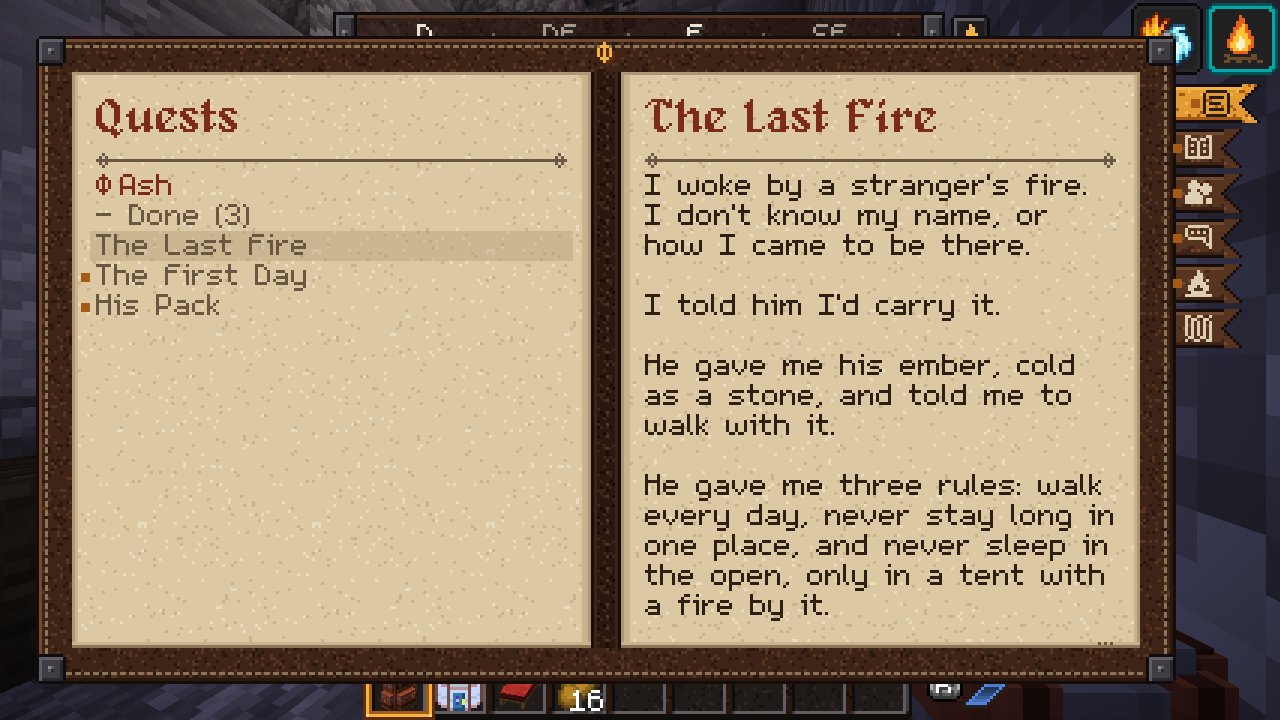 D . DE . E . SE .
Quests
Ash
– Done (3)
The Last Fire
The First Day
His Pack
The Last Fire
I woke by a stranger's fire.
I don't know my name, or
how I came to be there.
I told him I'd carry it.
He gave me his ember, cold
as a stone, and told me to
walk with it.
He gave me three rules: walk
every day, never stay long in
one place, and never sleep in
the open, only in a tent with
a fire by it.
...
16